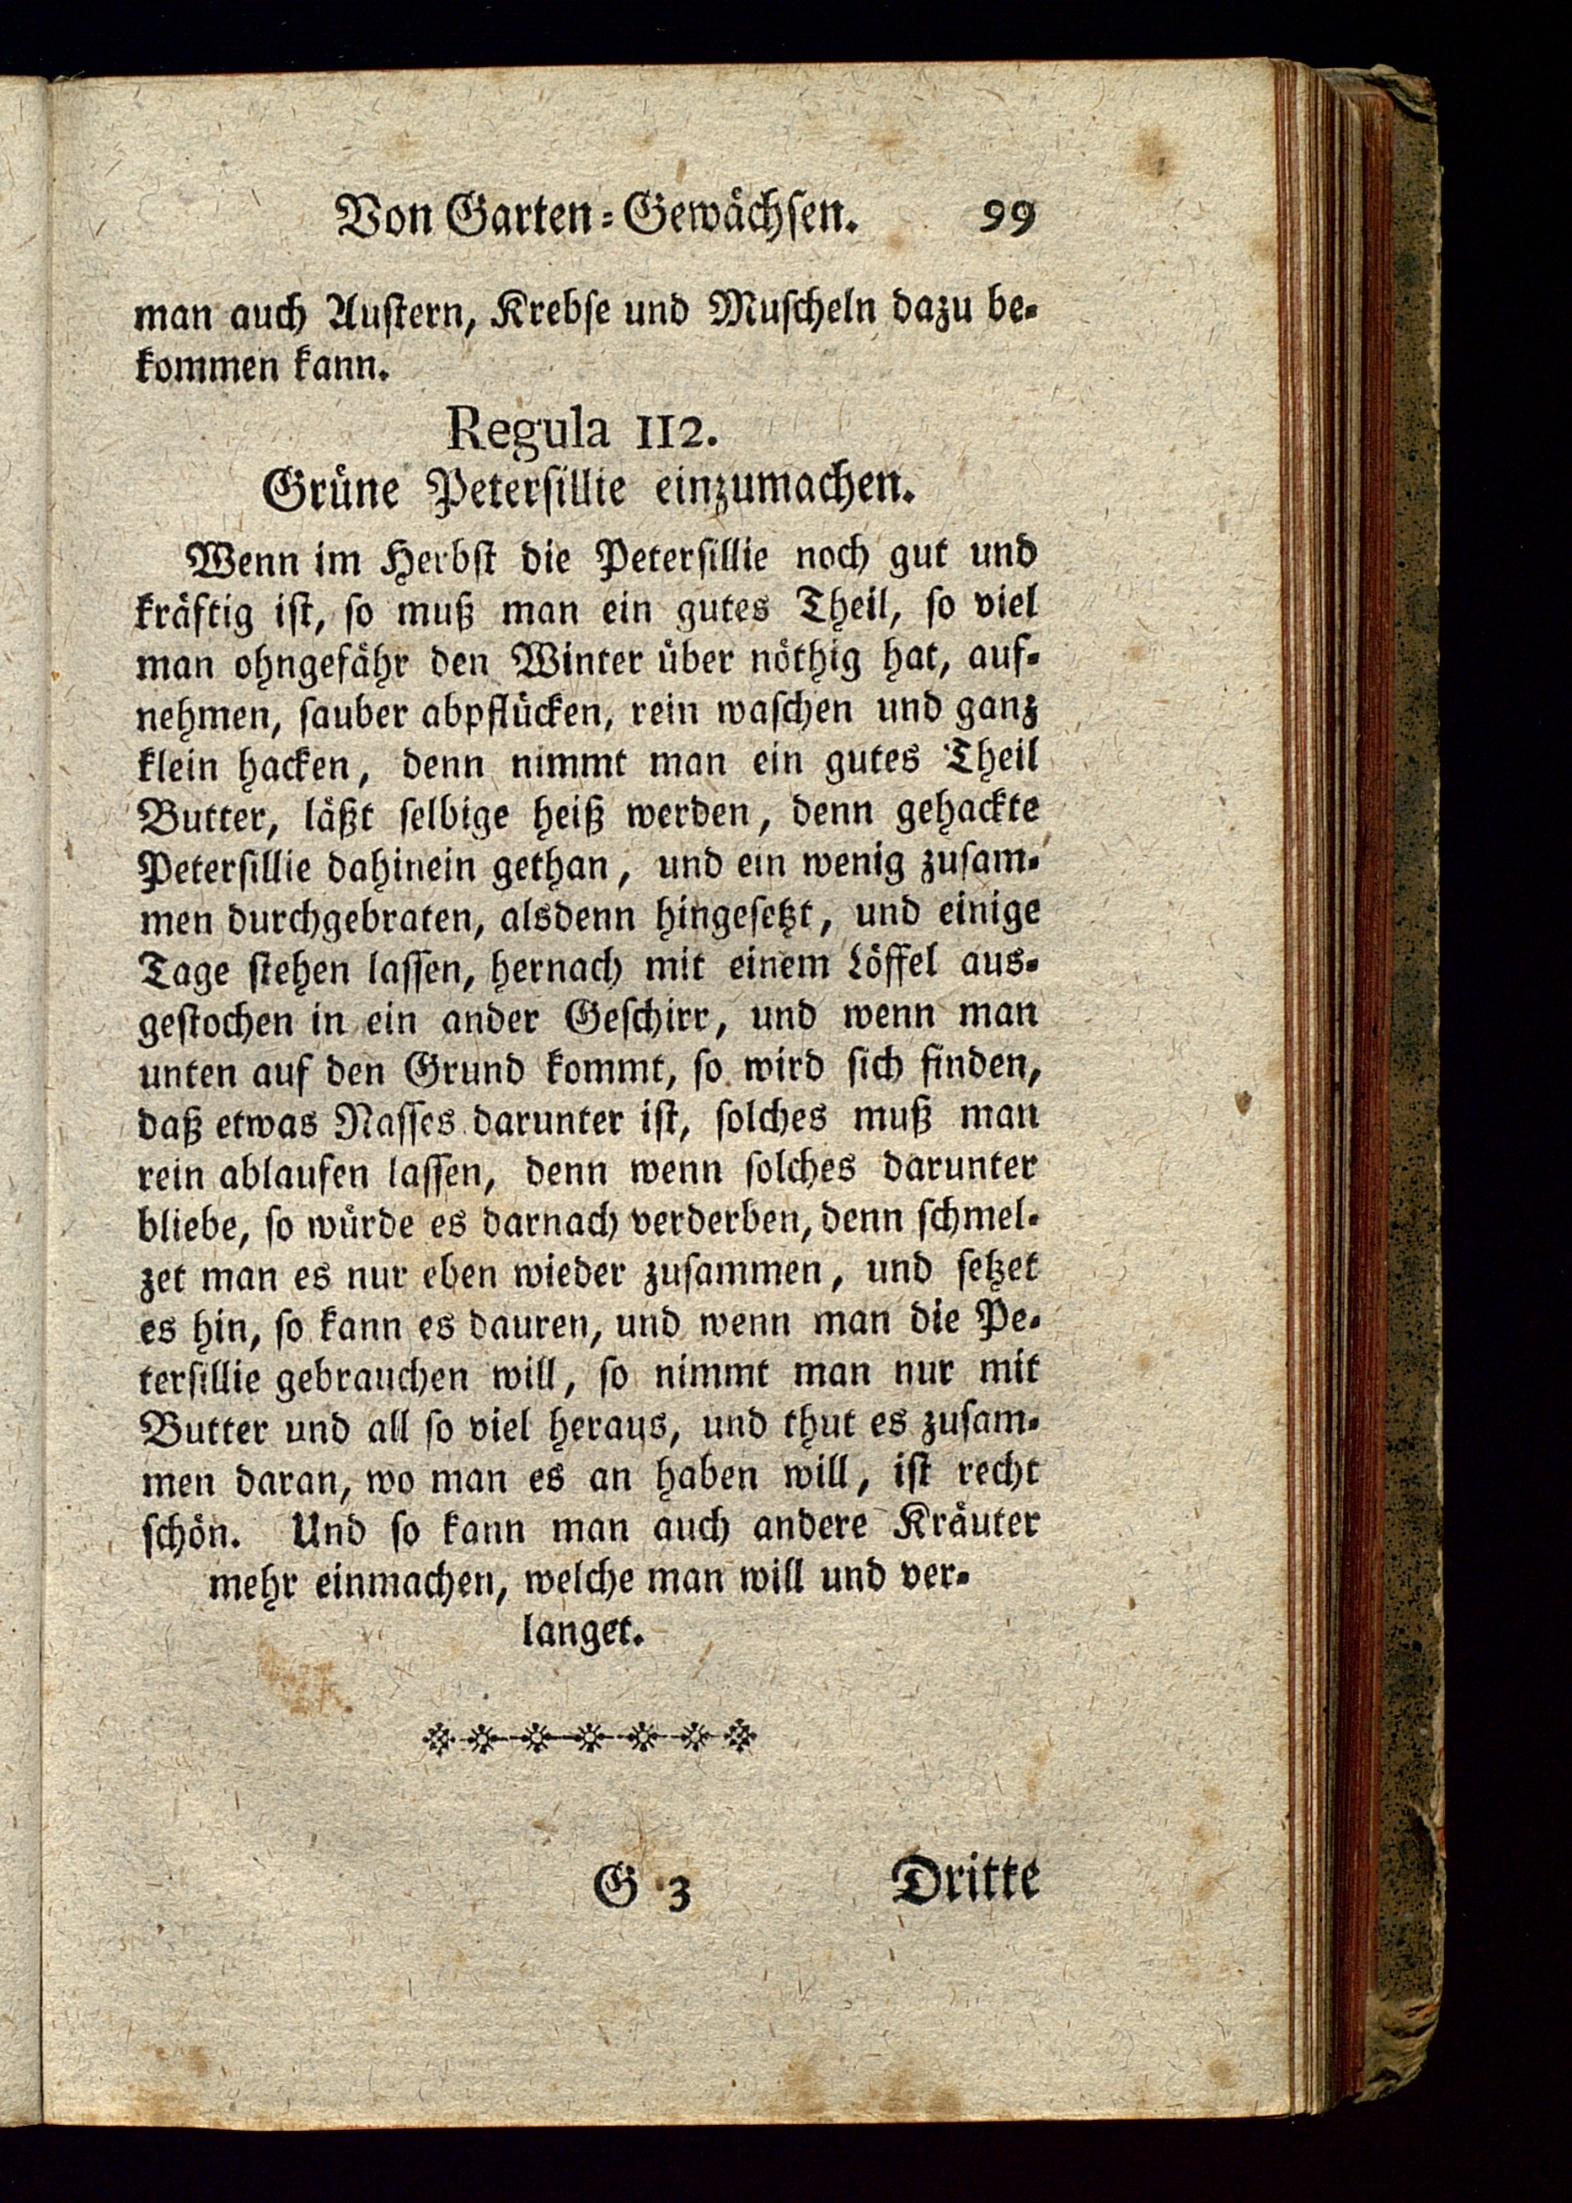 Von Garten-Gewächsen. 99
man auch Austern, Krebse und Muscheln dazu be-
kommen kann.
Regula 112.
Grüne Petersillie einzumachen.
Wenn im Herbst die Petersillie noch gut und
kräftig ist, so muß man ein gutes Theil, so viel
man ohngefähr den Winter über nöthig hat, auf-
nehmen, sauber abpflücken, rein waschen und ganz
klein hacken, denn nimmt man ein gutes Theil
Butter, läßt selbige heiß werden, denn gehackte
Petersillie dahinein gethan, und ein wenig zusam-
men durchgebraten, alsdenn hingesetzt, und einige
Tage stehen lassen, hernach mit einem Löffel aus-
gestochen in ein ander Geschirr, und wenn man
unten auf den Grund kommt, so wird sich finden,
daß etwas Nasses darunter ist, solches muß man
rein ablaufen lassen, denn wenn solches darunter
bliebe, so würde es darnach verderben, denn schmel-
zet man es nur eben wieder zusammen, und setzet
es hin, so kann es dauren, und wenn man die Pe-
tersillie gebrauchen will, so nimmt man nur mit
Butter und all so viel heraus, und thut es zusam-
men daran, wo man es an haben will, ist recht
schön. Und so kann man auch andere Kräuter
mehr einmachen, welche man will und ver-
langet.
G 3 Dritte